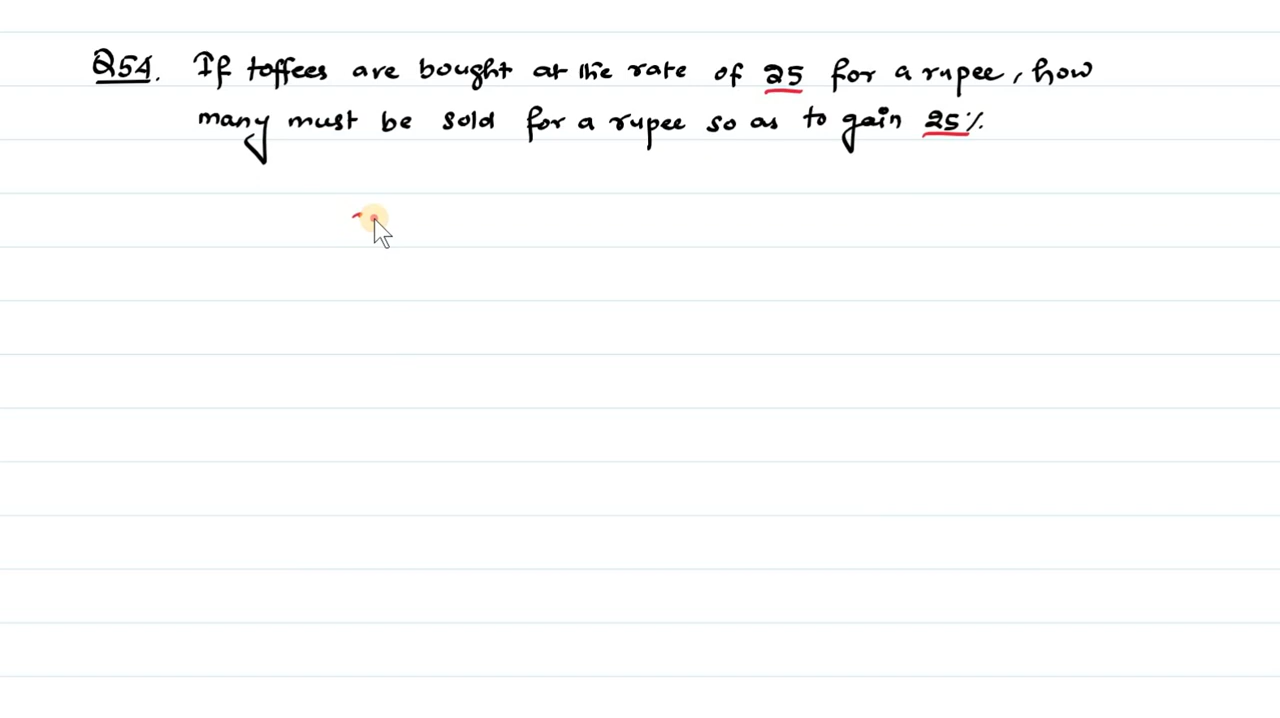 Q54. If toffees are bought at the rate of 25 for a rupee, how
many must be sold for a rupee so as to gain 25%.